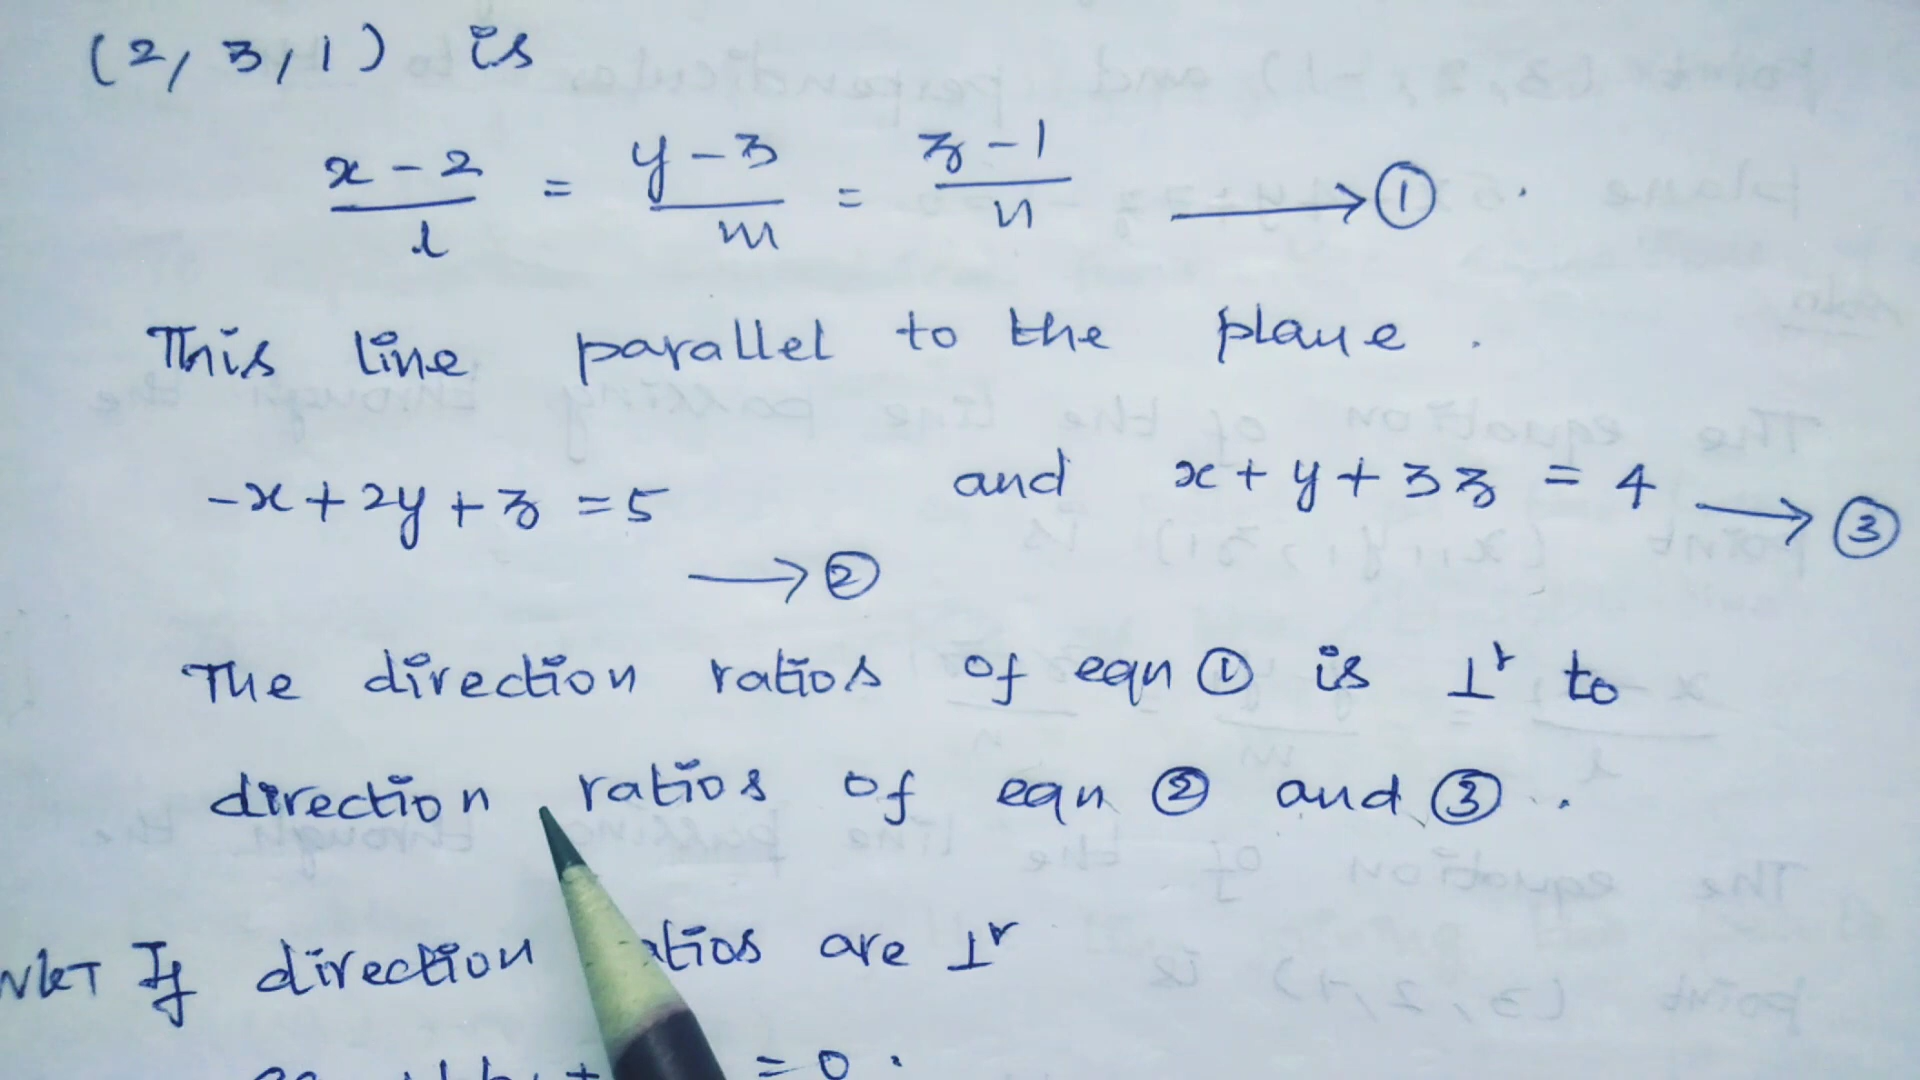 (2, 3, 1) is
x - 2 / l = y - 3 / m = z - 1 / n → ①
This line parallel to the plane.
-x + 2y + z = 5 → ② and x + y + 3z = 4 → ③
The direction ratios of eqn ① is ⊥r to
direction ratios of eqn ② and ③.
WKT If direction are ⊥r
= 0.